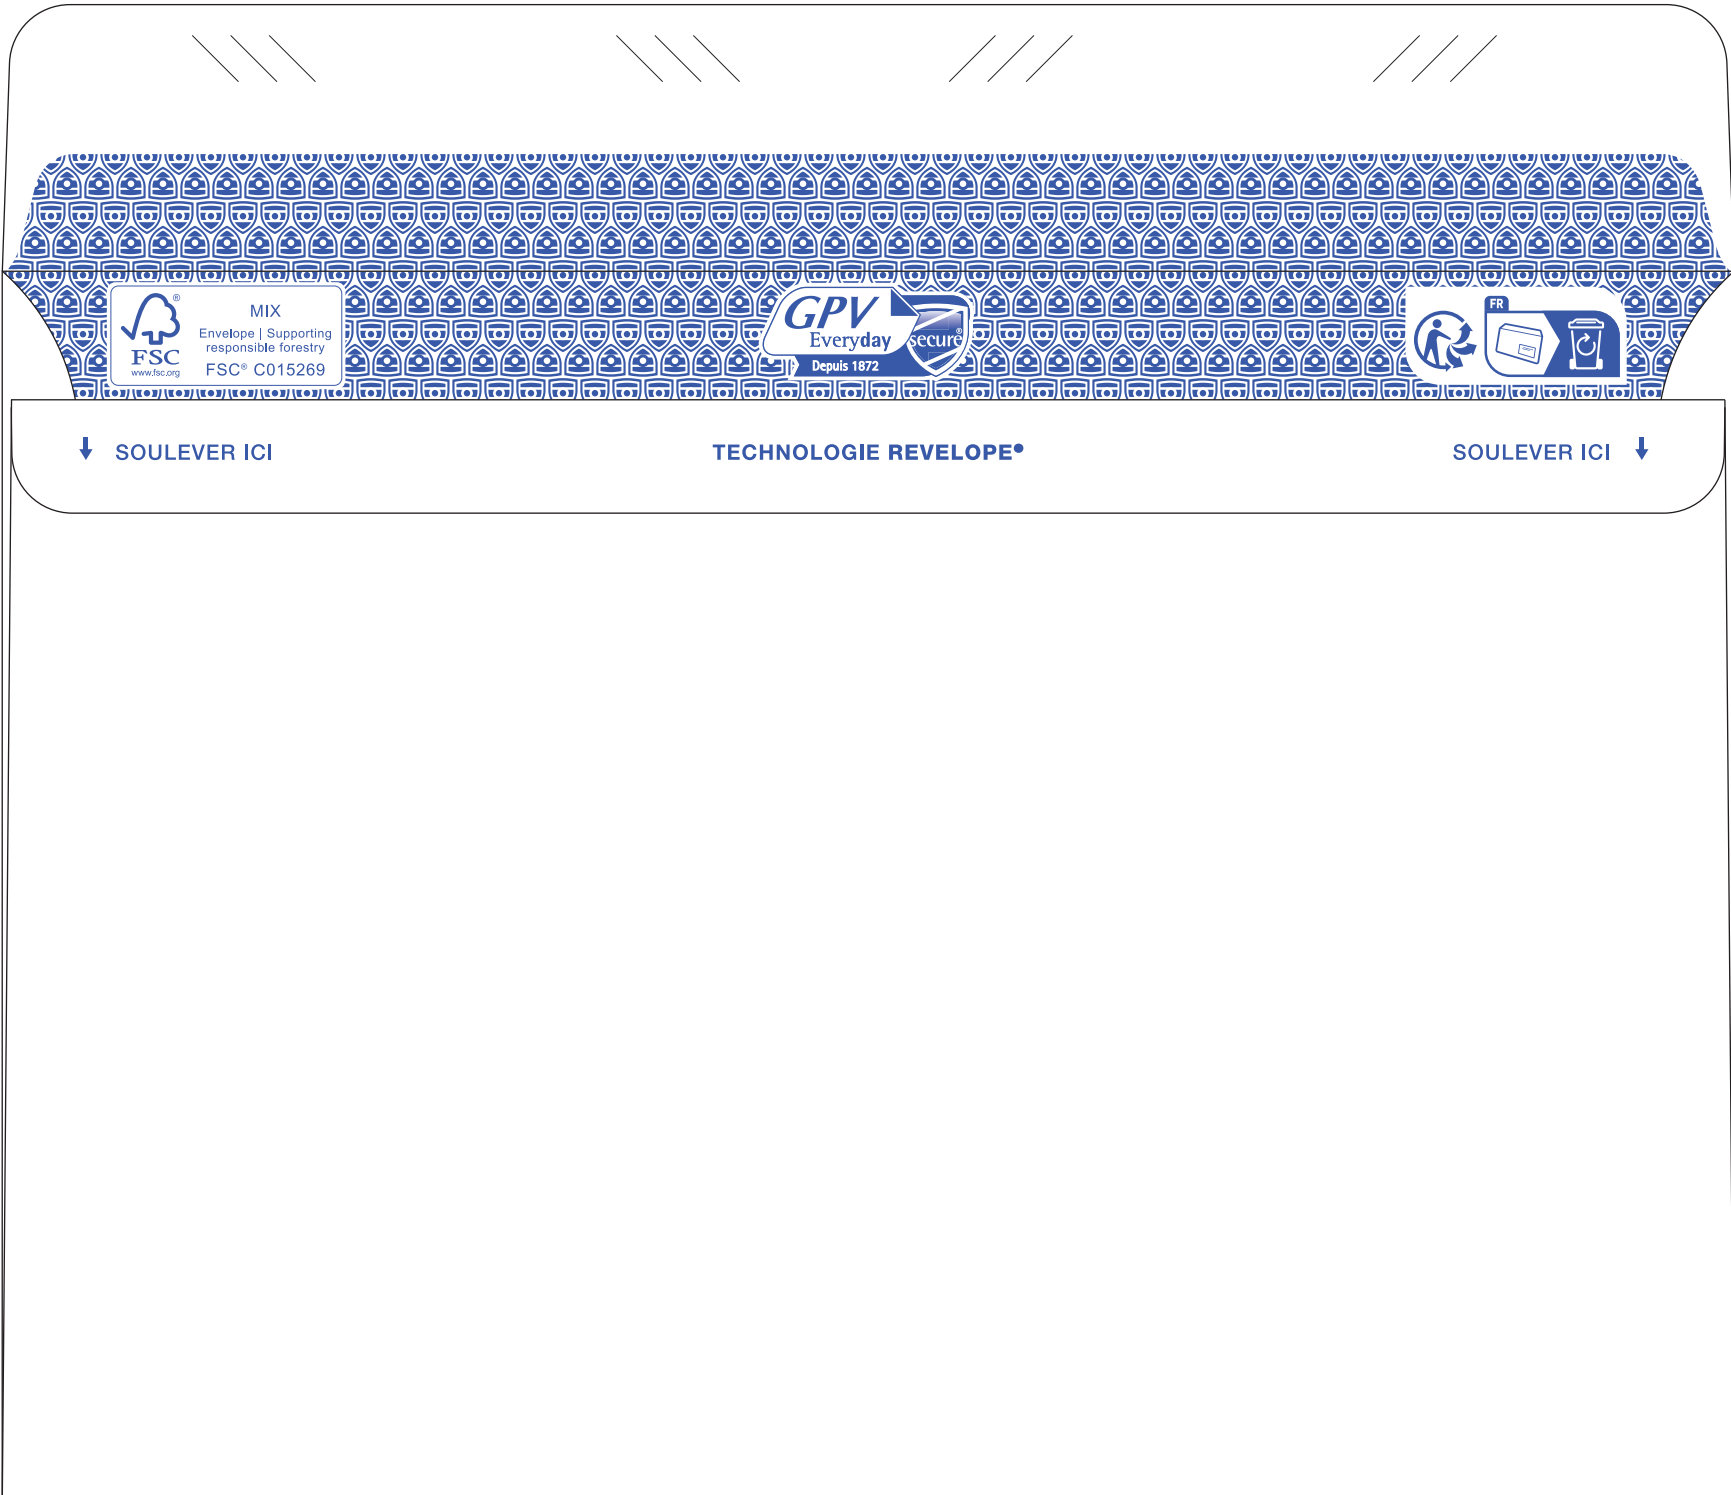 MIX
Envelope | Supporting
responsible forestry
FSC® C015269
®
FSC
www.fsc.org
GPV
Everyday
secure®
Depuis 1872
FR
SOULEVER ICI
TECHNOLOGIE REVELOPE®
SOULEVER ICI